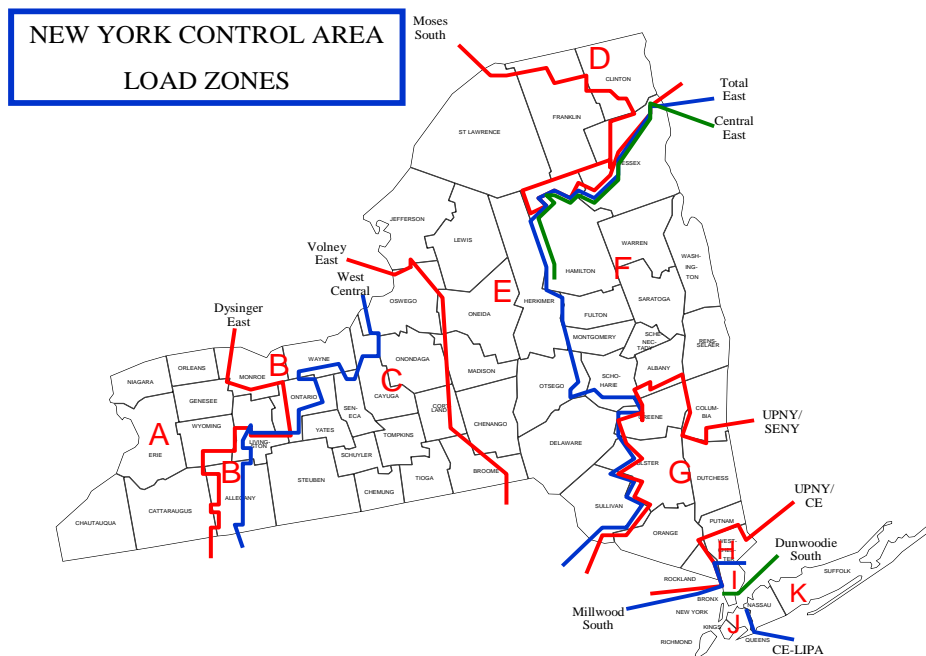 NEW YORK CONTROL AREA
LOAD ZONES
Moses
South
D
CLINTON
Total
East
FRANKLIN
Central
East
ST LAWRENCE
ESSEX
JEFFERSON
LEWIS
WARREN
WASH-
ING-
TON
Volney
East
West
Central
HAMILTON
F
E
OSWEGO
HERKIMER
SARATOGA
ONEIDA
FULTON
Dysinger
East
MONTGOMERY
SCHE-
NEC-
TADY
RENS-
SELAER
WAYNE
ONONDAGA
ORLEANS
B
MONROE
MADISON
ALBANY
NIAGARA
C
SCHO-
HARIE
OTSEGO
GENESEE
ONTARIO
CAYUGA
SEN-
ECA
CORT
LAND
COLUM-
BIA
GREENE
UPNY/
SENY
WYOMING
CHENANGO
A
ERIE
LIVING-
STON
YATES
TOMPKINS
DELAWARE
SCHUYLER
ULSTER
G
B
BROOME
TIOGA
STEUBEN
DUTCHESS
CHEMUNG
ALLEGANY
UPNY/
CE
SULLIVAN
CATTARAUGUS
CHAUTAUQUA
PUTNAM
ORANGE
WEST-
H
Dunwoodie
South
SUFFOLK
ROCKLAND
I
K
BRONX
NASSAU
Millwood
South
NEW YORK
KINGS
J
RICHMOND
QUEENS
CE-LIPA